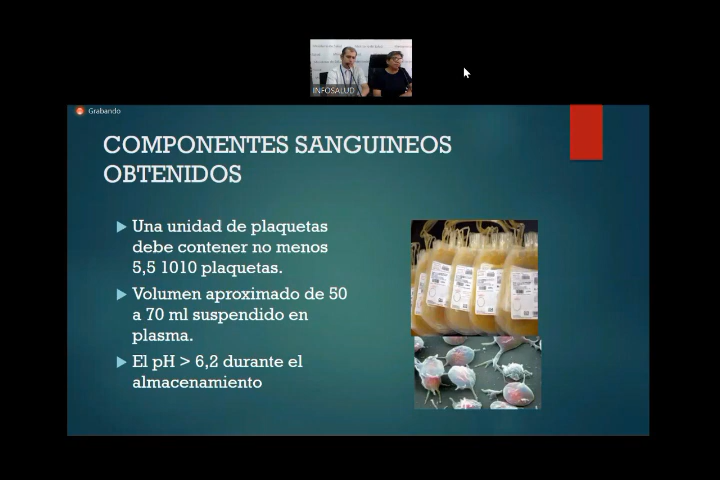 INFOSALUD
Grabando
COMPONENTES SANGUINEOS
OBTENIDOS
Una unidad de plaquetas
debe contener no menos
5,5 1010 plaquetas.
Volumen aproximado de 50
a 70 ml suspendido en
plasma.
El pH > 6,2 durante el
almacenamiento